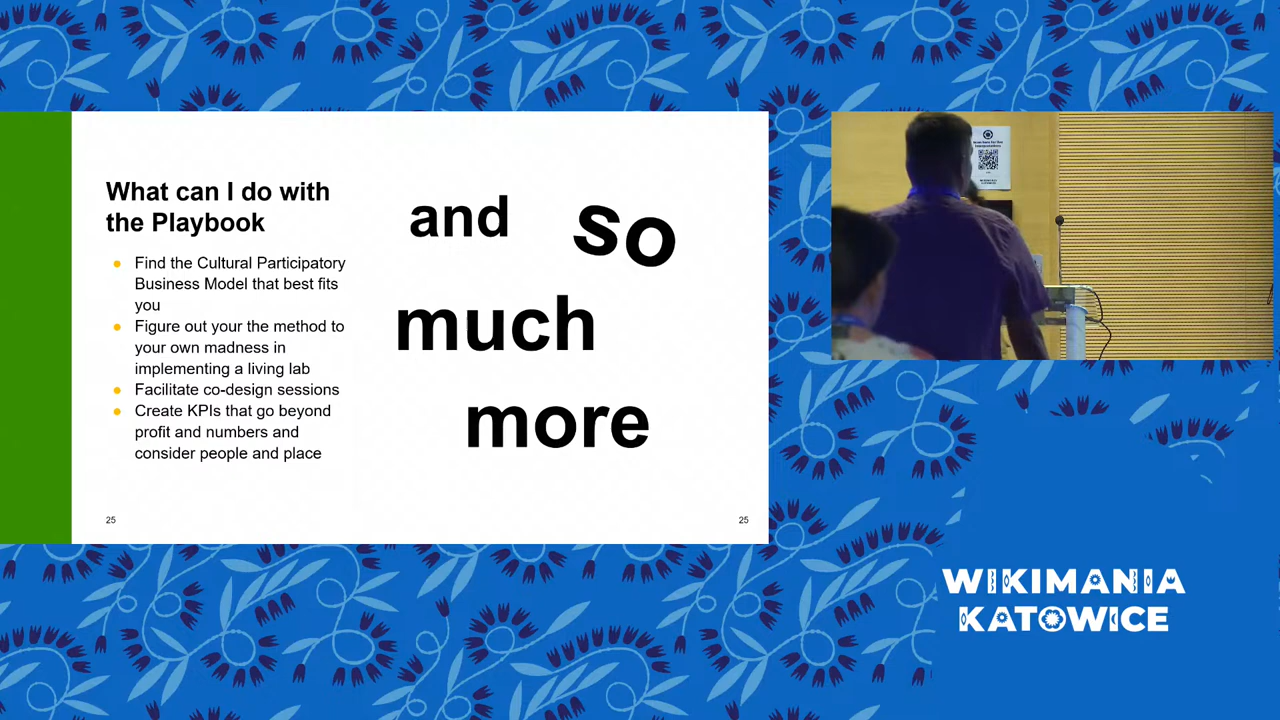 What can I do with
the Playbook
Find the Cultural Participatory
Business Model that best fits
you
Figure out your the method to
your own madness in
implementing a living lab
Facilitate co-design sessions
Create KPIs that go beyond
profit and numbers and
consider people and place
and so
much
more
25
25
WIKIMANIA
KATOWICE